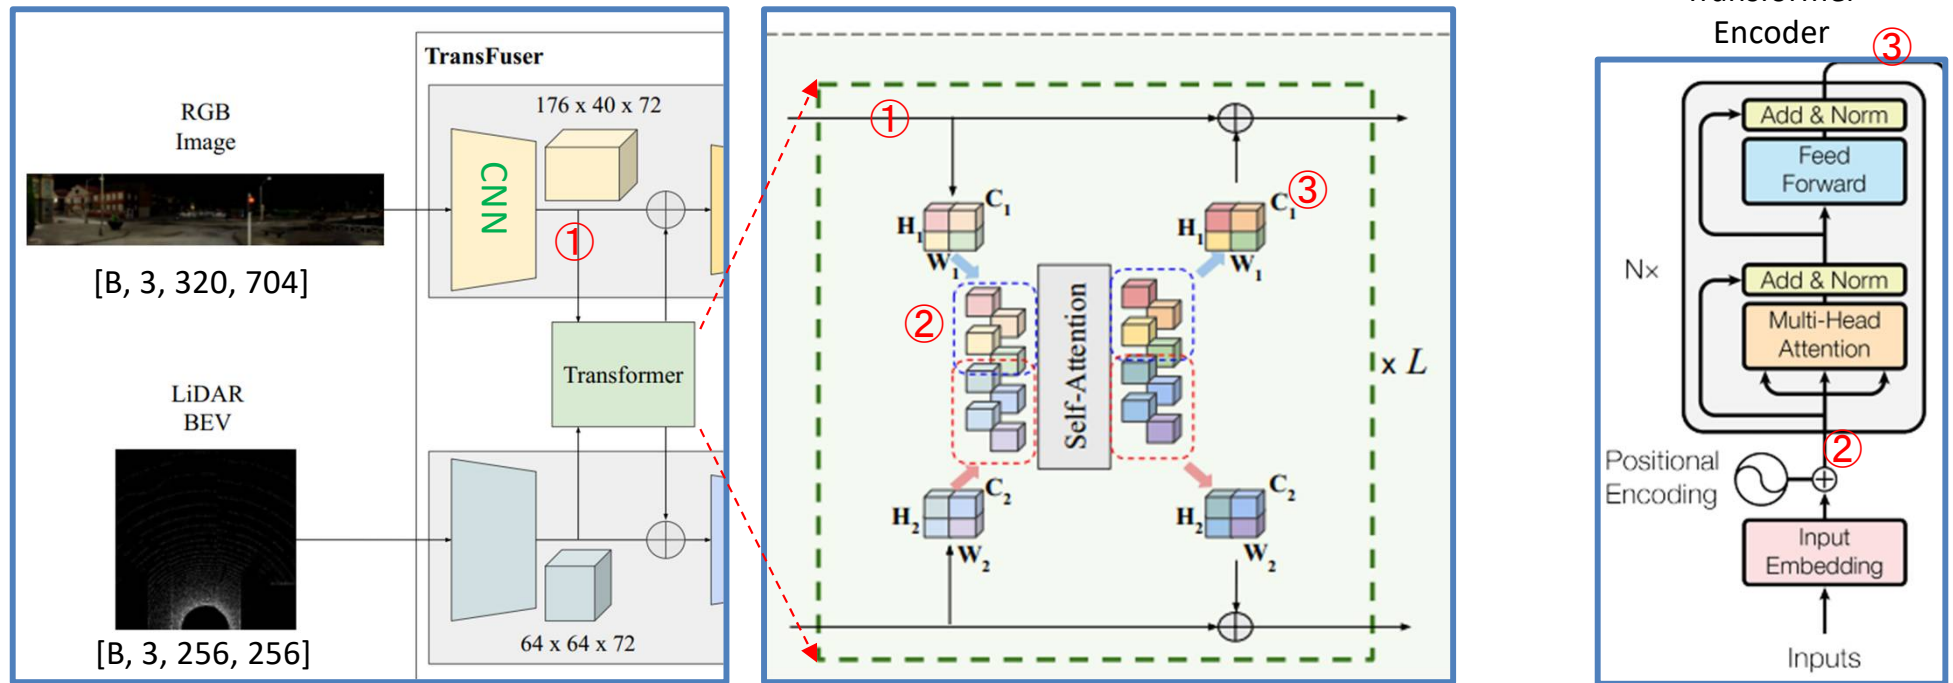 TransFuser
RGB
Image
176 x 40 x 72
CNN
①
[B, 3, 320, 704]
Transformer
LiDAR
BEV
64 x 64 x 72
[B, 3, 256, 256]
①
C1
H1
W1
②
Self-Attention
C2
H2
W2
③
C1
H1
W1
C2
H2
W2
x L
Transformer
Encoder
③
Add & Norm
Feed
Forward
Nx
Add & Norm
Multi-Head
Attention
②
Positional
Encoding
Input
Embedding
Inputs